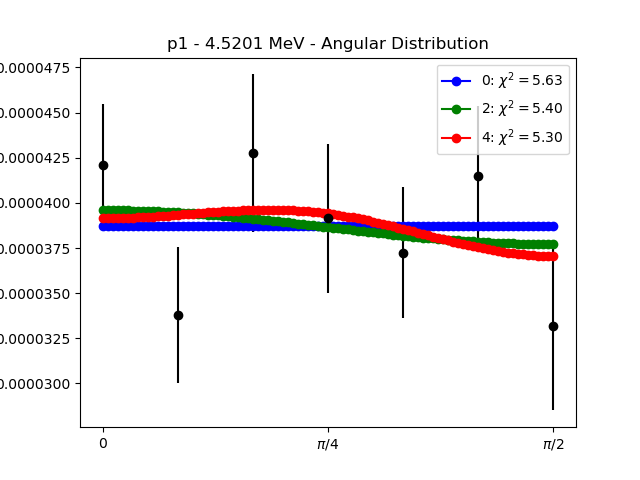 p1 - 4.5201 MeV - Angular Distribution
0: χ² = 5.63
2: χ² = 5.40
4: χ² = 5.30
0.0000475
0.0000450
0.0000425
0.0000400
0.0000375
0.0000350
0.0000325
0.0000300
0 π/4 π/2